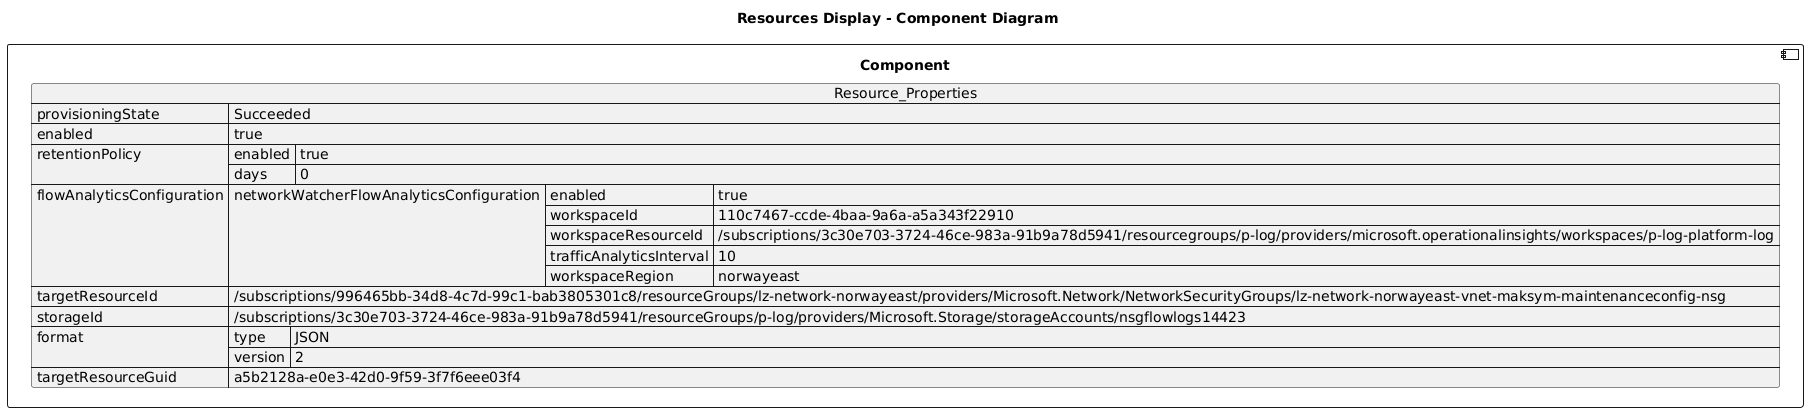 Resources Display - Component Diagram
Component
Resource_Properties
provisioningState Succeeded
enabled true
retentionPolicy enabled true
days 0
flowAnalyticsConfiguration networkWatcherFlowAnalyticsConfiguration enabled true
workspaceId 110c7467-ccde-4baa-9a6a-a5a343f22910
workspaceResourceId /subscriptions/3c30e703-3724-46ce-983a-91b9a78d5941/resourcegroups/p-log/providers/microsoft.operationalinsights/workspaces/p-log-platform-log
trafficAnalyticsInterval 10
workspaceRegion norwayeast
targetResourceId /subscriptions/996465bb-34d8-4c7d-99c1-bab3805301c8/resourceGroups/lz-network-norwayeast/providers/Microsoft.Network/NetworkSecurityGroups/lz-network-norwayeast-vnet-maksym-maintenanceconfig-nsg
storageId /subscriptions/3c30e703-3724-46ce-983a-91b9a78d5941/resourceGroups/p-log/providers/Microsoft.Storage/storageAccounts/nsgflowlogs14423
format type JSON
version 2
targetResourceGuid a5b2128a-e0e3-42d0-9f59-3f7f6eee03f4